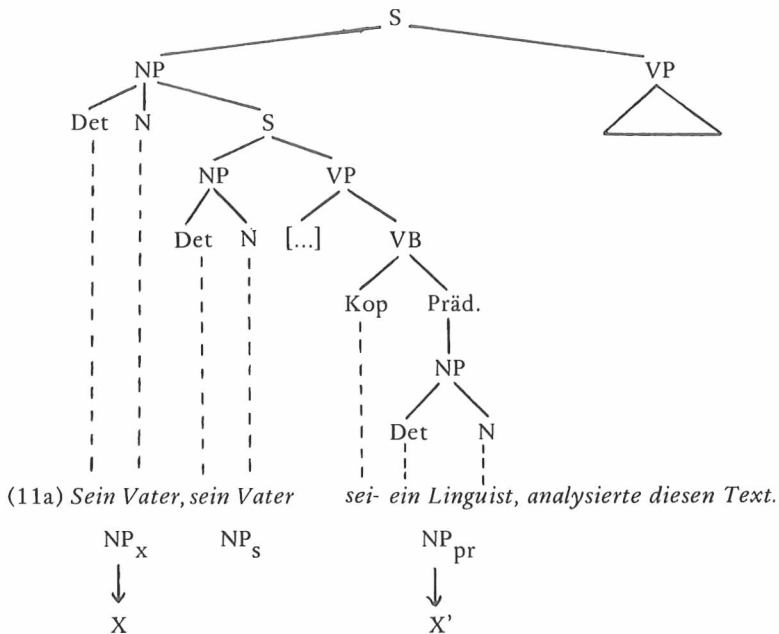 S
NP VP
Det N S
NP VP
Det N [...] VB
Kop Präd.
NP
Det N
(11a) Sein Vater, sein Vater sei- ein Linguist, analysierte diesen Text.
NPx NPs NPpr
X X'